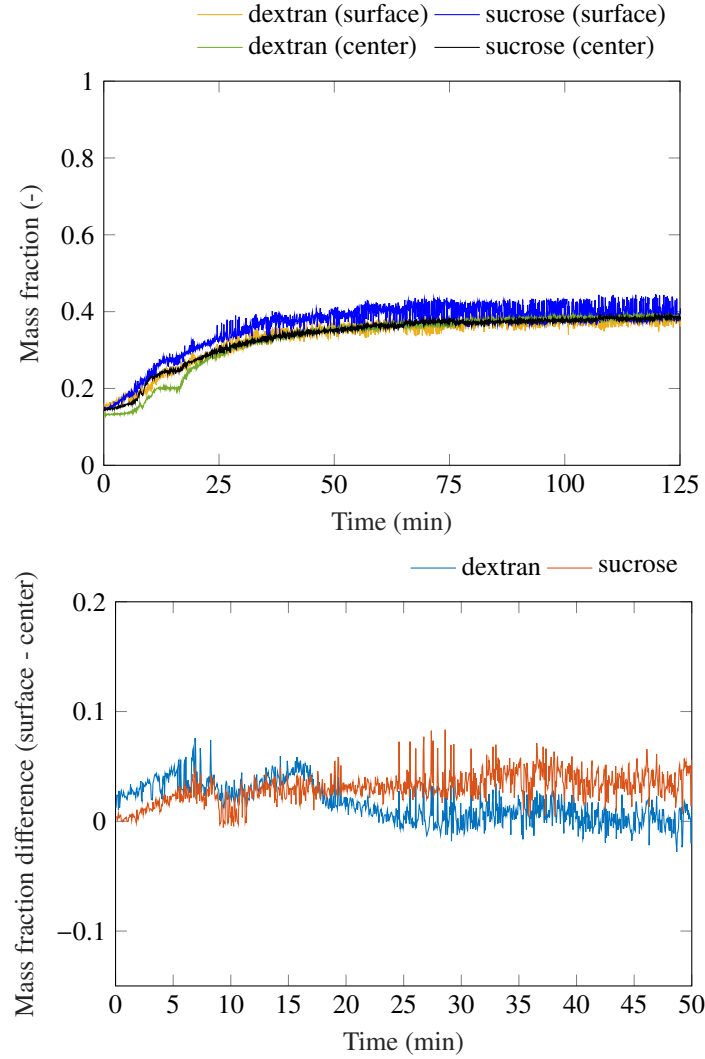 dextran (surface) sucrose (surface)
dextran (center) sucrose (center)
1
0.8
0.6
0.4
0.2
0
Mass fraction (-)
0 25 50 75 100 125
Time (min)
dextran sucrose
0.2
0.1
0
−0.1
Mass fraction difference (surface - center)
0 5 10 15 20 25 30 35 40 45 50
Time (min)